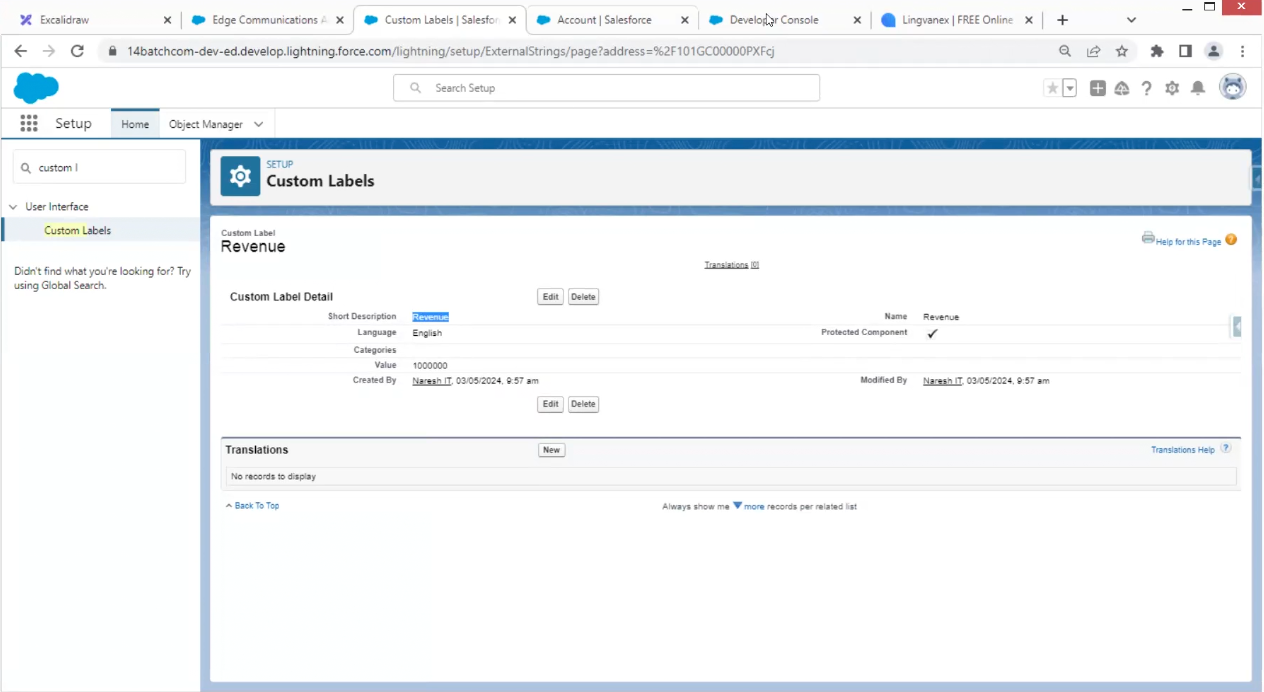 Excalidraw
Edge Communications A
Custom Labels | Salesfor
Account | Salesforce
Developer Console
Lingvanex | FREE Online
14batchcom-dev-ed.develop.lightning.force.com/lightning/setup/ExternalStrings/page?address=%2F101GC00000PXFcj
Search Setup
Setup
Home
Object Manager
custom l
User Interface
Custom Labels
Didn't find what you're looking for? Try
using Global Search.
SETUP
Custom Labels
Custom Label
Revenue
Help for this Page
Translations [0]
Custom Label Detail
Edit
Delete
Short Description Revenue
Name Revenue
Language English
Protected Component
Categories
Value 1000000
Created By Naresh IT, 03/05/2024, 9:57 am
Modified By Naresh IT, 03/05/2024, 9:57 am
Edit
Delete
Translations
New
Translations Help ?
No records to display
Back To Top
Always show me more records per related list